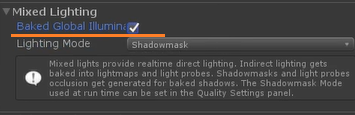 Mixed Lighting
Baked Global Illumina
Lighting Mode
Shadowmask
Mixed lights provide realtime direct lighting. Indirect lighting gets
baked into lightmaps and light probes. Shadowmasks and light probes
occlusion get generated for baked shadows. The Shadowmask Mode
used at run time can be set in the Quality Settings panel.